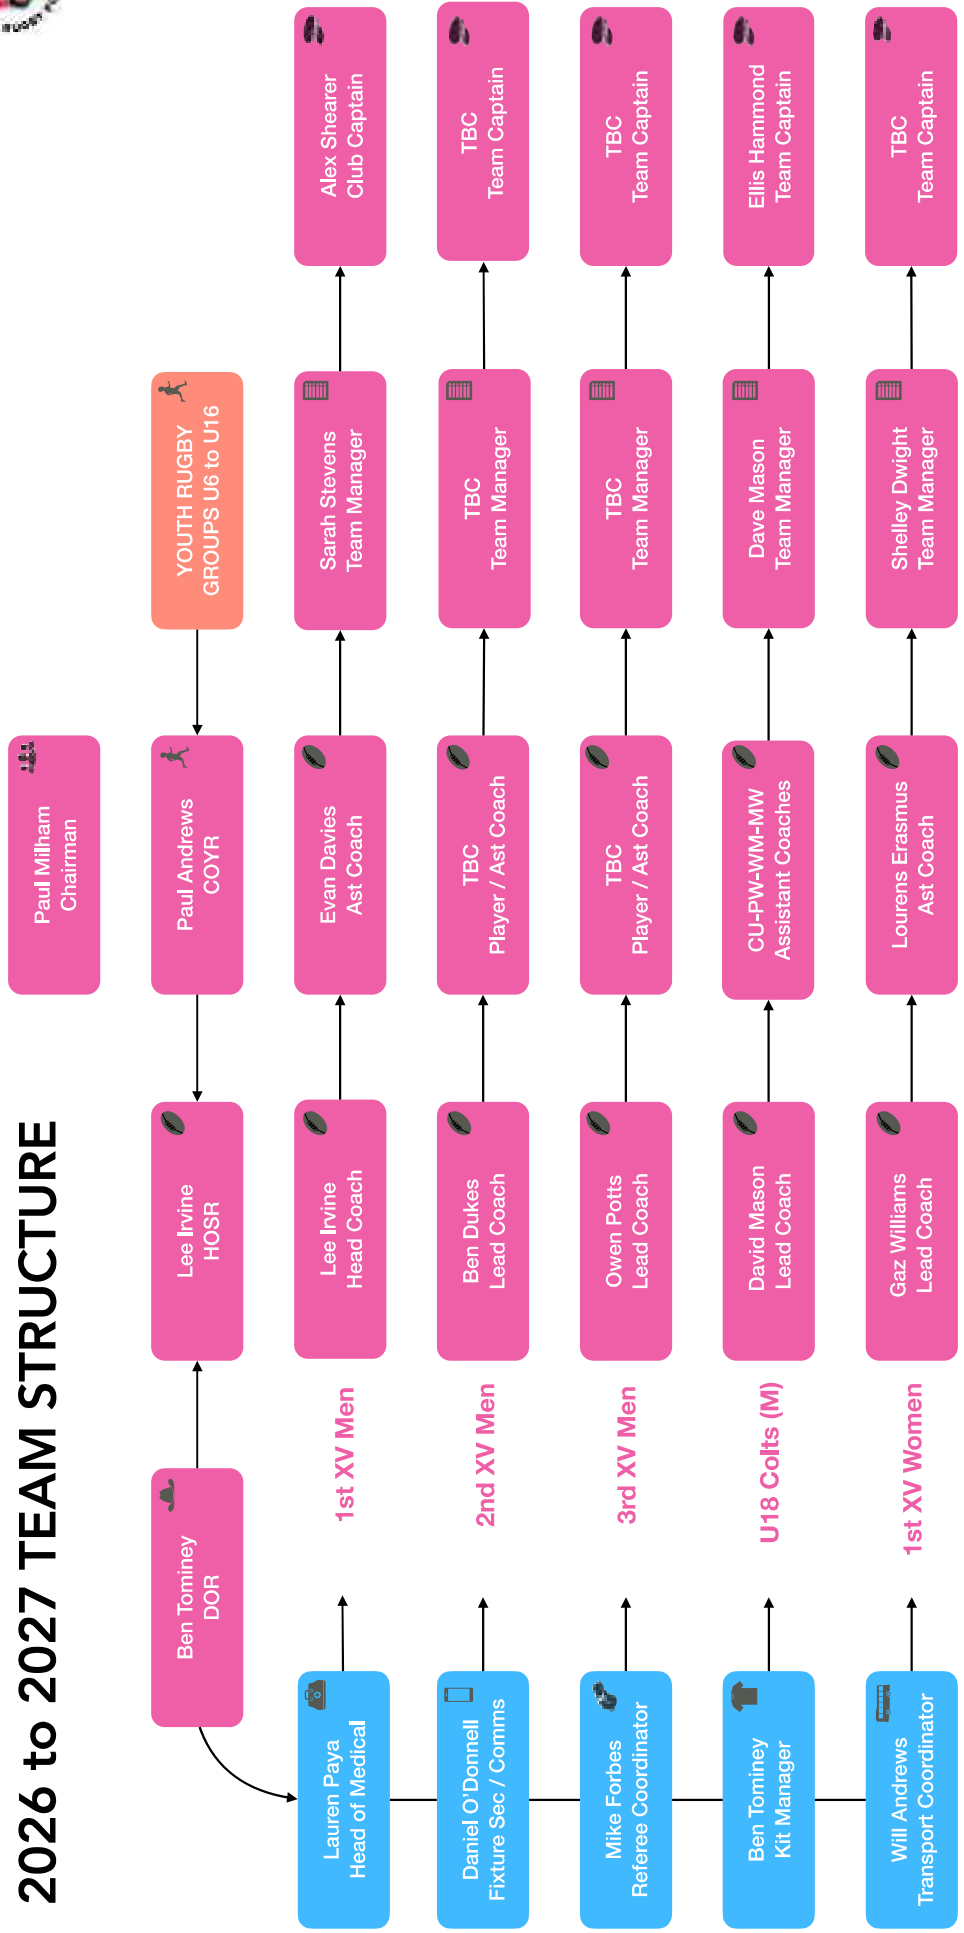 2026 to 2027 TEAM STRUCTURE
Paul Milham
Chairman
Ben Tominey
DOR
Lee Irvine
HOSR
Paul Andrews
COYR
YOUTH RUGBY
GROUPS U6 to U16
Lauren Paya
Head of Medical
1st XV Men
Lee Irvine
Head Coach
Evan Davies
Ast Coach
Sarah Stevens
Team Manager
Alex Shearer
Club Captain
Daniel O’Donnell
Fixture Sec / Comms
2nd XV Men
Ben Dukes
Lead Coach
TBC
Player / Ast Coach
TBC
Team Manager
TBC
Team Captain
Mike Forbes
Referee Coordinator
3rd XV Men
Owen Potts
Lead Coach
TBC
Player / Ast Coach
TBC
Team Manager
TBC
Team Captain
Ben Tominey
Kit Manager
U18 Colts (M)
David Mason
Lead Coach
CU-PW-WM-MW
Assistant Coaches
Dave Mason
Team Manager
Ellis Hammond
Team Captain
Will Andrews
Transport Coordinator
1st XV Women
Gaz Williams
Lead Coach
Lourens Erasmus
Ast Coach
Shelley Dwight
Team Manager
TBC
Team Captain